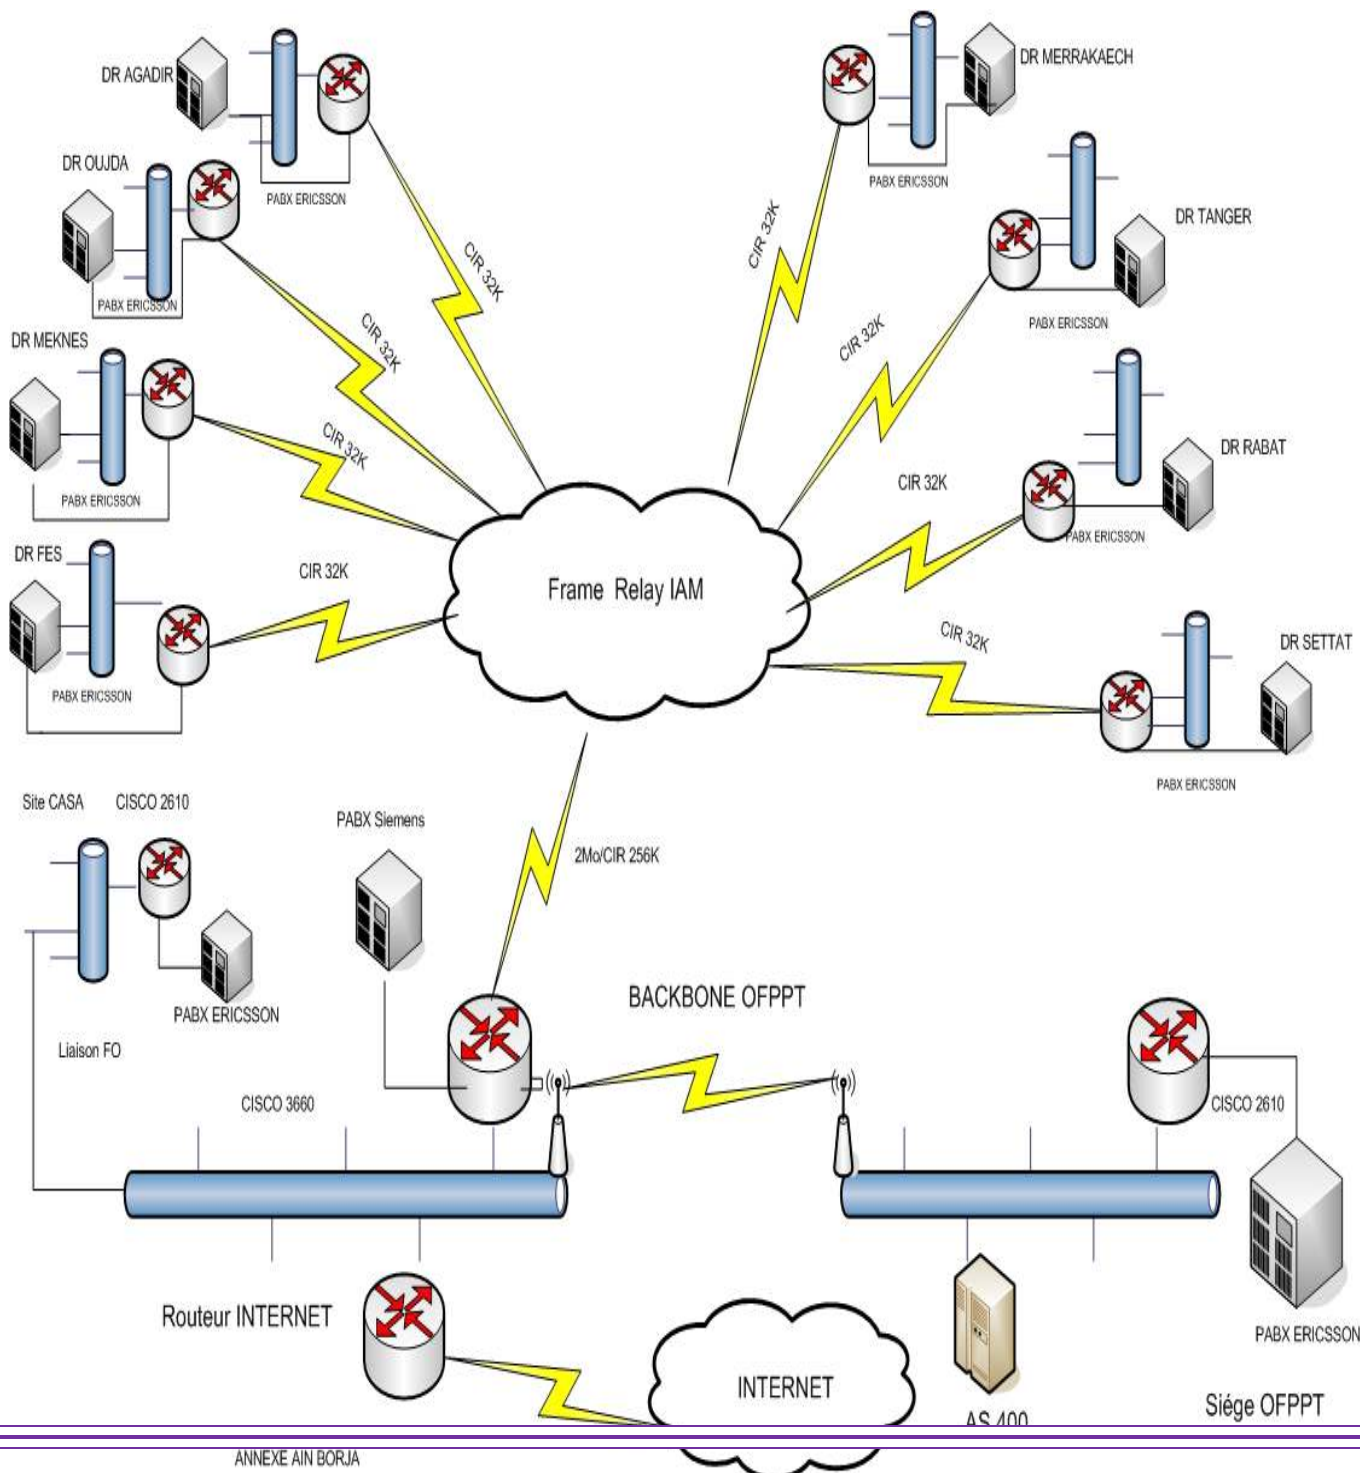 DR AGADIR
PABX ERICSSON
DR MERRAKAECH
PABX ERICSSON
DR OUJDA
PABX ERICSSON
DR TANGER
PABX ERICSSON
CIR 32K
CIR 32K
CIR 32K
CIR 32K
DR MEKNES
PABX ERICSSON
CIR 32K
DR RABAT
CIR 32K
PABX ERICSSON
DR FES
CIR 32K
PABX ERICSSON
Frame Relay IAM
CIR 32K
DR SETTAT
PABX ERICSSON
Site CASA
CISCO 2610
PABX Siemens
2Mo/CIR 256K
PABX ERICSSON
BACKBONE OFPPT
Liaison FO
CISCO 3660
CISCO 2610
Routeur INTERNET
PABX ERICSSON
INTERNET
AS 400
Siége OFPPT
ANNEXE AIN BORJA